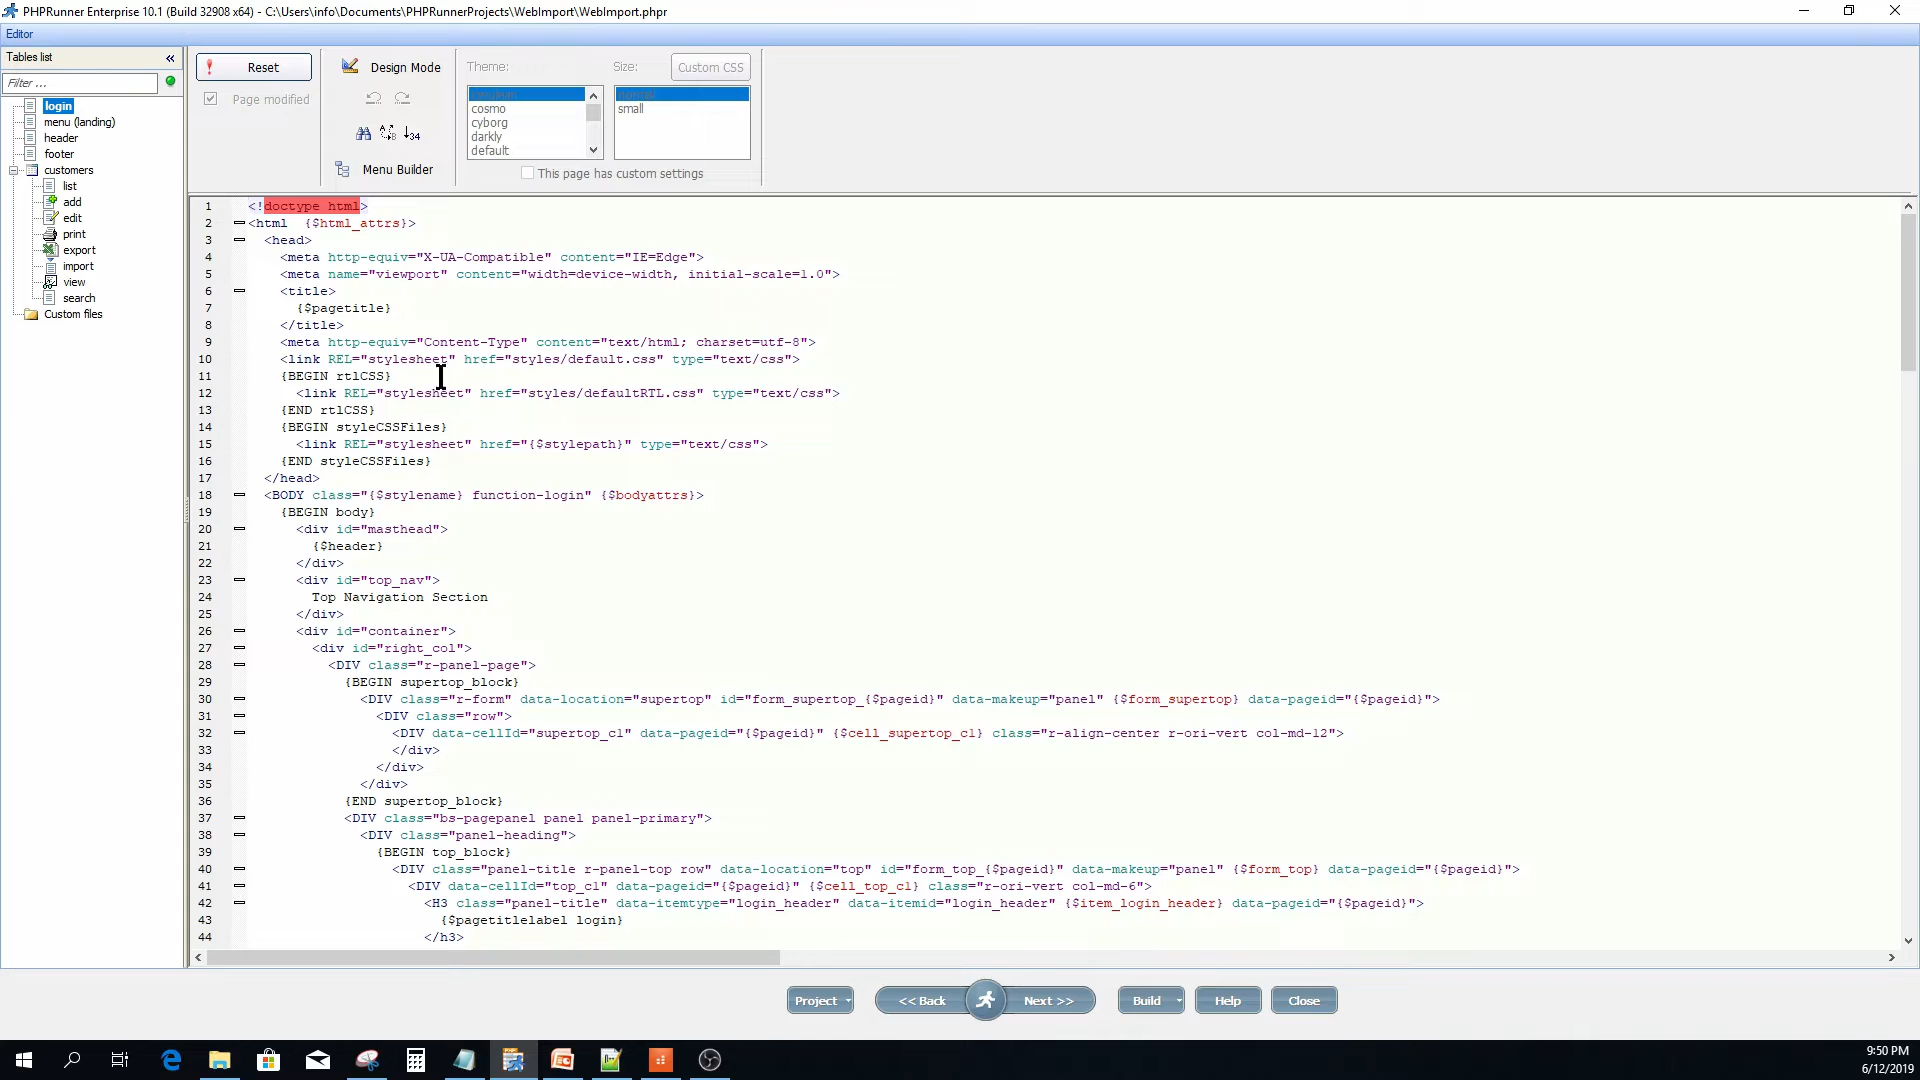 PHPRunner Enterprise 10.1 (Build 32908 x64) - C:\Users\info\Documents\PHPRunnerProjects\WebImport\WebImport.phpr
Editor
Tables list
«
Filter ...
login
menu (landing)
header
footer
customers
list
add
edit
print
export
import
view
search
Custom files
Reset
Page modified
Design Mode
Menu Builder
Theme:
cosmo
cyborg
darkly
default
Size:
small
Custom CSS
This page has custom settings
1 <!doctype html>
2 <html  {$html_attrs}>
3 <head>
4 <meta http-equiv="X-UA-Compatible" content="IE=Edge">
5 <meta name="viewport" content="width=device-width, initial-scale=1.0">
6 <title>
7 {$pagetitle}
8 </title>
9 <meta http-equiv="Content-Type" content="text/html; charset=utf-8">
10 <link REL="stylesheet" href="styles/default.css" type="text/css">
11 {BEGIN rtlCSS}
12 <link REL="stylesheet" href="styles/defaultRTL.css" type="text/css">
13 {END rtlCSS}
14 {BEGIN styleCSSFiles}
15 <link REL="stylesheet" href="{$stylepath}" type="text/css">
16 {END styleCSSFiles}
17 </head>
18 <BODY class="{$stylename} function-login" {$bodyattrs}>
19 {BEGIN body}
20 <div id="masthead">
21 {$header}
22 </div>
23 <div id="top_nav">
24 Top Navigation Section
25 </div>
26 <div id="container">
27 <div id="right_col">
28 <DIV class="r-panel-page">
29 {BEGIN supertop_block}
30 <DIV class="r-form" data-location="supertop" id="form_supertop_{$pageid}" data-makeup="panel" {$form_supertop} data-pageid="{$pageid}">
31 <DIV class="row">
32 <DIV data-cellId="supertop_c1" data-pageid="{$pageid}" {$cell_supertop_c1} class="r-align-center r-ori-vert col-md-12">
33 </div>
34 </div>
35 </div>
36 {END supertop_block}
37 <DIV class="bs-pagepanel panel panel-primary">
38 <DIV class="panel-heading">
39 {BEGIN top_block}
40 <DIV class="panel-title r-panel-top row" data-location="top" id="form_top_{$pageid}" data-makeup="panel" {$form_top} data-pageid="{$pageid}">
41 <DIV data-cellId="top_c1" data-pageid="{$pageid}" {$cell_top_c1} class="r-ori-vert col-md-6">
42 <H3 class="panel-title" data-itemtype="login_header" data-itemid="login_header" {$item_login_header} data-pageid="{$pageid}">
43 {$pagetitlelabel login}
44 </h3>
Project
<< Back
Next >>
Build
Help
Close
9:50 PM
6/12/2019